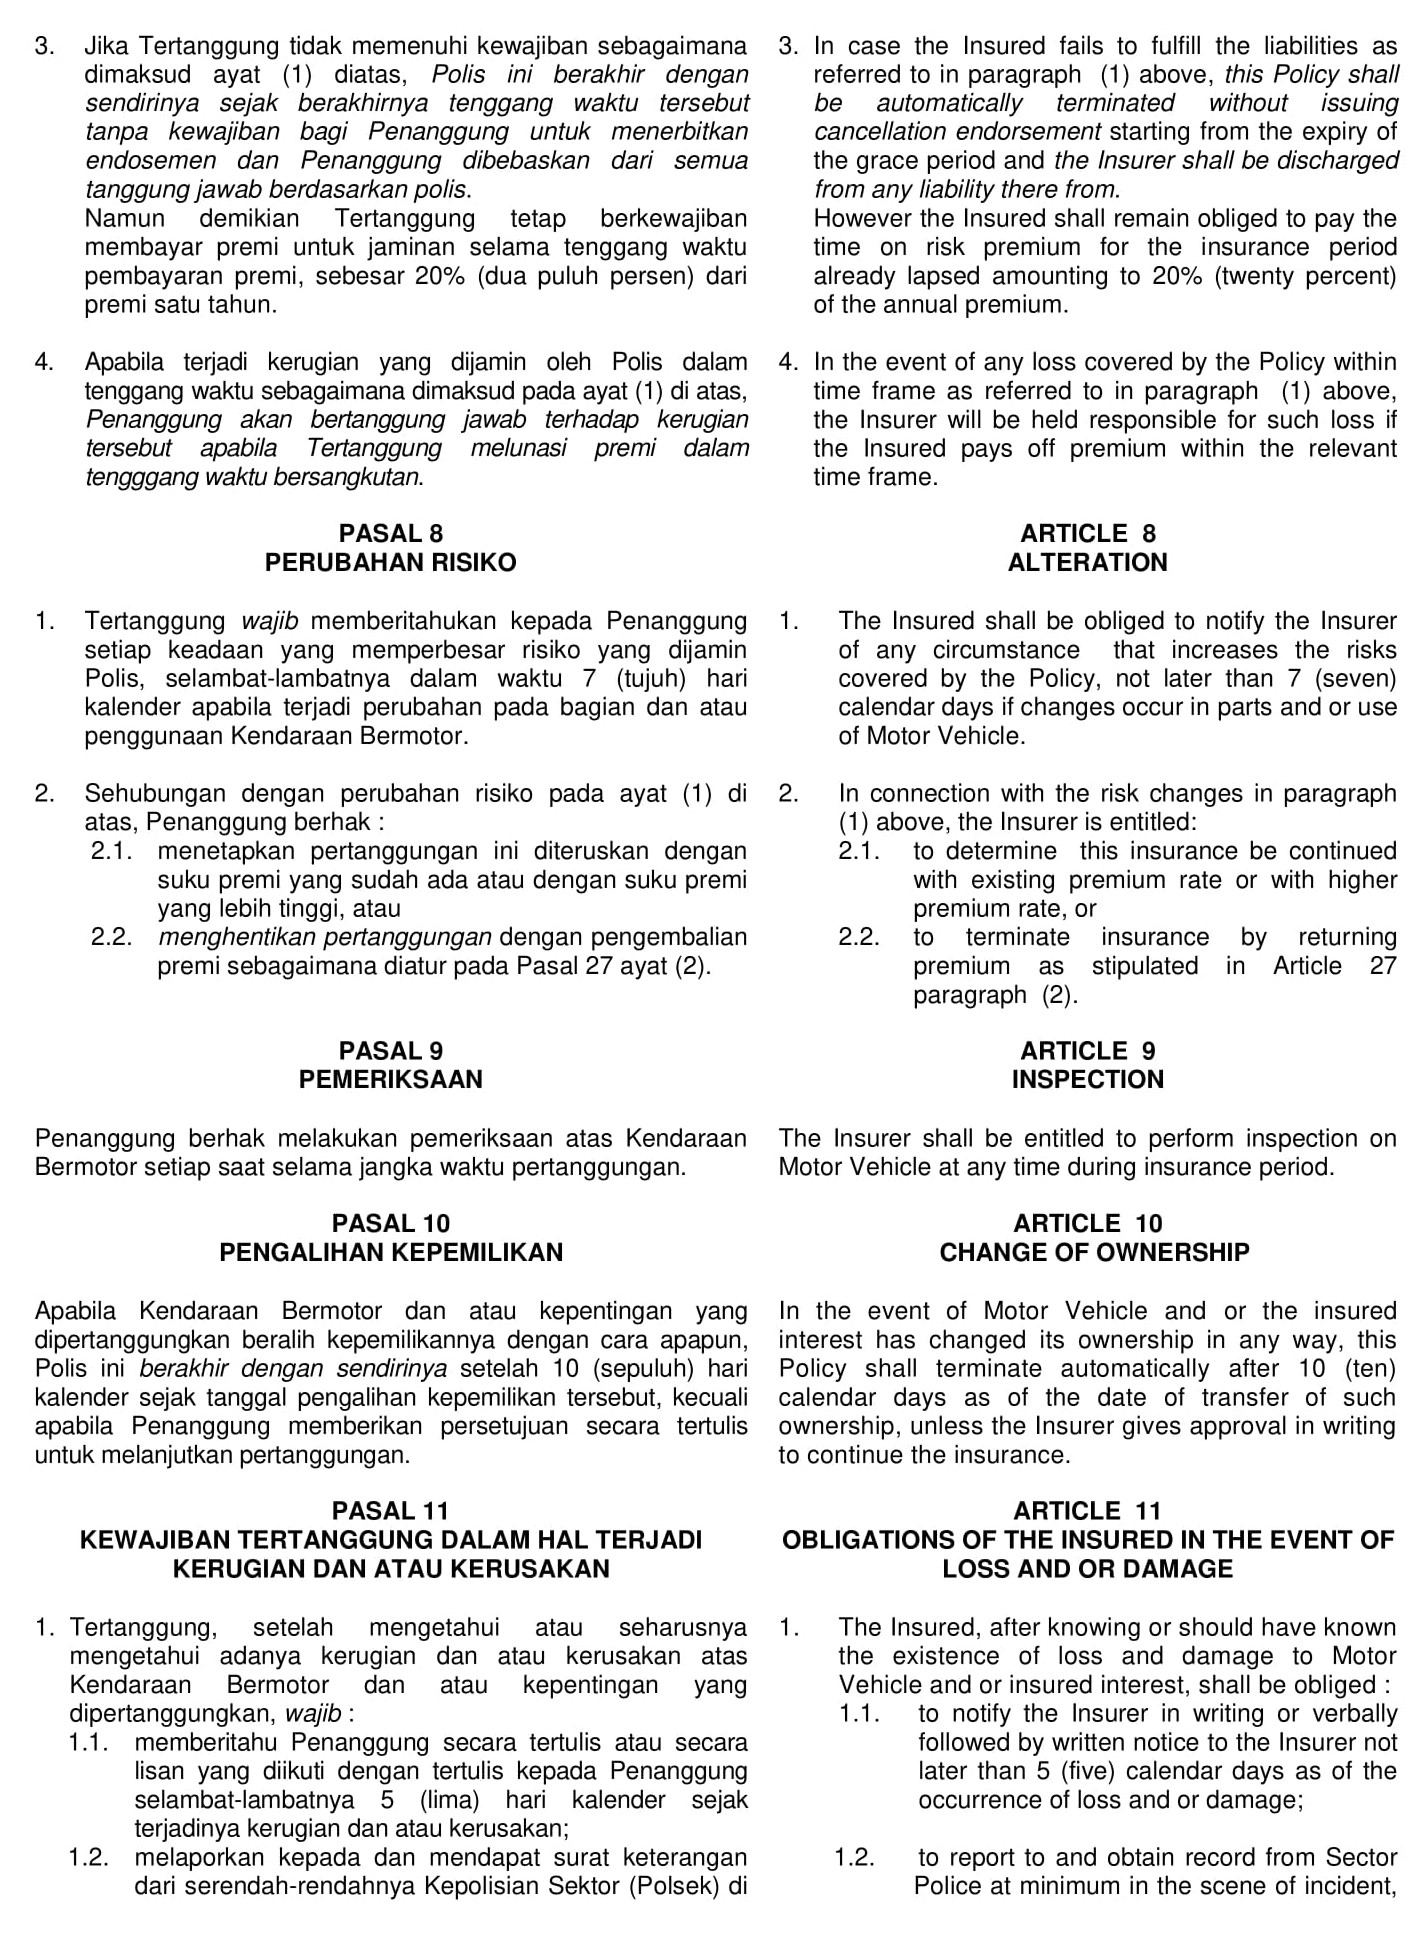 3. Jika Tertanggung tidak memenuhi kewajiban sebagaimana
dimaksud ayat (1) diatas, Polis ini berakhir dengan
sendirinya sejak berakhirnya tenggang waktu tersebut
tanpa kewajiban bagi Penanggung untuk menerbitkan
endosemen dan Penanggung dibebaskan dari semua
tanggung jawab berdasarkan polis.
Namun demikian Tertanggung tetap berkewajiban
membayar premi untuk jaminan selama tenggang waktu
pembayaran premi, sebesar 20% (dua puluh persen) dari
premi satu tahun.
4. Apabila terjadi kerugian yang dijamin oleh Polis dalam
tenggang waktu sebagaimana dimaksud pada ayat (1) di atas,
Penanggung akan bertanggung jawab terhadap kerugian
tersebut apabila Tertanggung melunasi premi dalam
tengggang waktu bersangkutan.
PASAL 8
PERUBAHAN RISIKO
1. Tertanggung wajib memberitahukan kepada Penanggung
setiap keadaan yang memperbesar risiko yang dijamin
Polis, selambat-lambatnya dalam waktu 7 (tujuh) hari
kalender apabila terjadi perubahan pada bagian dan atau
penggunaan Kendaraan Bermotor.
2. Sehubungan dengan perubahan risiko pada ayat (1) di
atas, Penanggung berhak :
2.1. menetapkan pertanggungan ini diteruskan dengan
suku premi yang sudah ada atau dengan suku premi
yang lebih tinggi, atau
2.2. menghentikan pertanggungan dengan pengembalian
premi sebagaimana diatur pada Pasal 27 ayat (2).
PASAL 9
PEMERIKSAAN
Penanggung berhak melakukan pemeriksaan atas Kendaraan
Bermotor setiap saat selama jangka waktu pertanggungan.
PASAL 10
PENGALIHAN KEPEMILIKAN
Apabila Kendaraan Bermotor dan atau kepentingan yang
dipertanggungkan beralih kepemilikannya dengan cara apapun,
Polis ini berakhir dengan sendirinya setelah 10 (sepuluh) hari
kalender sejak tanggal pengalihan kepemilikan tersebut, kecuali
apabila Penanggung memberikan persetujuan secara tertulis
untuk melanjutkan pertanggungan.
PASAL 11
KEWAJIBAN TERTANGGUNG DALAM HAL TERJADI
KERUGIAN DAN ATAU KERUSAKAN
1. Tertanggung, setelah mengetahui atau seharusnya
mengetahui adanya kerugian dan atau kerusakan atas
Kendaraan Bermotor dan atau kepentingan yang
dipertanggungkan, wajib :
1.1. memberitahu Penanggung secara tertulis atau secara
lisan yang diikuti dengan tertulis kepada Penanggung
selambat-lambatnya 5 (lima) hari kalender sejak
terjadinya kerugian dan atau kerusakan;
1.2. melaporkan kepada dan mendapat surat keterangan
dari serendah-rendahnya Kepolisian Sektor (Polsek) di
3. In case the Insured fails to fulfill the liabilities as
referred to in paragraph (1) above, this Policy shall
be automatically terminated without issuing
cancellation endorsement starting from the expiry of
the grace period and the Insurer shall be discharged
from any liability there from.
However the Insured shall remain obliged to pay the
time on risk premium for the insurance period
already lapsed amounting to 20% (twenty percent)
of the annual premium.
4. In the event of any loss covered by the Policy within
time frame as referred to in paragraph (1) above,
the Insurer will be held responsible for such loss if
the Insured pays off premium within the relevant
time frame.
ARTICLE 8
ALTERATION
1. The Insured shall be obliged to notify the Insurer
of any circumstance that increases the risks
covered by the Policy, not later than 7 (seven)
calendar days if changes occur in parts and or use
of Motor Vehicle.
2. In connection with the risk changes in paragraph
(1) above, the Insurer is entitled:
2.1. to determine this insurance be continued
with existing premium rate or with higher
premium rate, or
2.2. to terminate insurance by returning
premium as stipulated in Article 27
paragraph (2).
ARTICLE 9
INSPECTION
The Insurer shall be entitled to perform inspection on
Motor Vehicle at any time during insurance period.
ARTICLE 10
CHANGE OF OWNERSHIP
In the event of Motor Vehicle and or the insured
interest has changed its ownership in any way, this
Policy shall terminate automatically after 10 (ten)
calendar days as of the date of transfer of such
ownership, unless the Insurer gives approval in writing
to continue the insurance.
ARTICLE 11
OBLIGATIONS OF THE INSURED IN THE EVENT OF
LOSS AND OR DAMAGE
1. The Insured, after knowing or should have known
the existence of loss and damage to Motor
Vehicle and or insured interest, shall be obliged :
1.1. to notify the Insurer in writing or verbally
followed by written notice to the Insurer not
later than 5 (five) calendar days as of the
occurrence of loss and or damage;
1.2. to report to and obtain record from Sector
Police at minimum in the scene of incident,